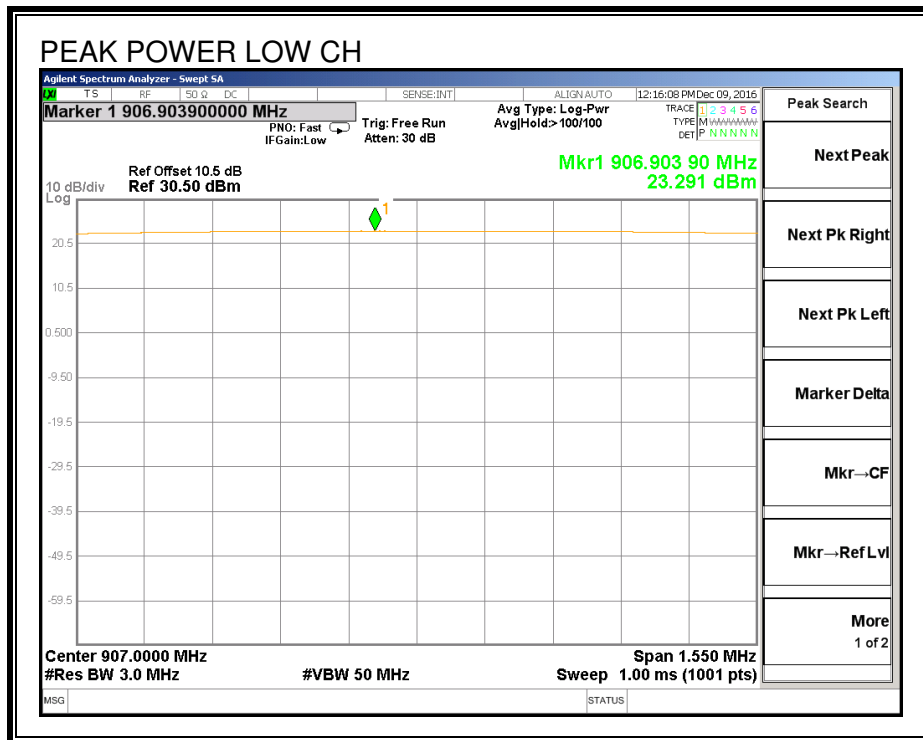 PEAK POWER LOW CH
Agilent Spectrum Analyzer - Swept SA
LXI TS RF 50 Ω DC SENSE:INT ALIGN AUTO 12:16:08 PM Dec 09, 2016
Marker 1 906.903900000 MHz
PNO: Fast
IFGain:Low
Trig: Free Run
Atten: 30 dB
Avg Type: Log-Pwr
Avg|Hold:> 100/100
TRACE 1 2 3 4 5 6
TYPE M WWWWW
DET P N N N N N
Mkr1 906.903 90 MHz
23.291 dBm
Ref Offset 10.5 dB
10 dB/div Ref 30.50 dBm
Log
1
20.5
10.5
0.500
-9.50
-19.5
-29.5
-39.5
-49.5
-59.5
Center 907.0000 MHz Span 1.550 MHz
#Res BW 3.0 MHz #VBW 50 MHz Sweep 1.00 ms (1001 pts)
MSG STATUS
Peak Search
Next Peak
Next Pk Right
Next Pk Left
Marker Delta
Mkr→CF
Mkr→Ref Lvl
More
1 of 2